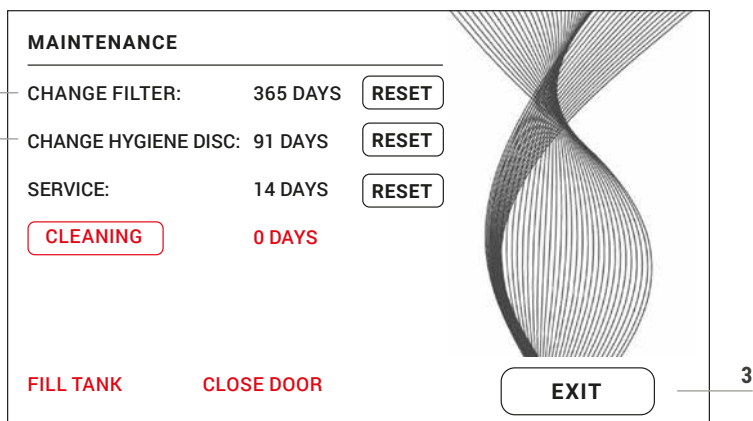 MAINTENANCE
CHANGE FILTER: 365 DAYS RESET
CHANGE HYGIENE DISC: 91 DAYS RESET
SERVICE: 14 DAYS RESET
CLEANING 0 DAYS
FILL TANK CLOSE DOOR EXIT 3